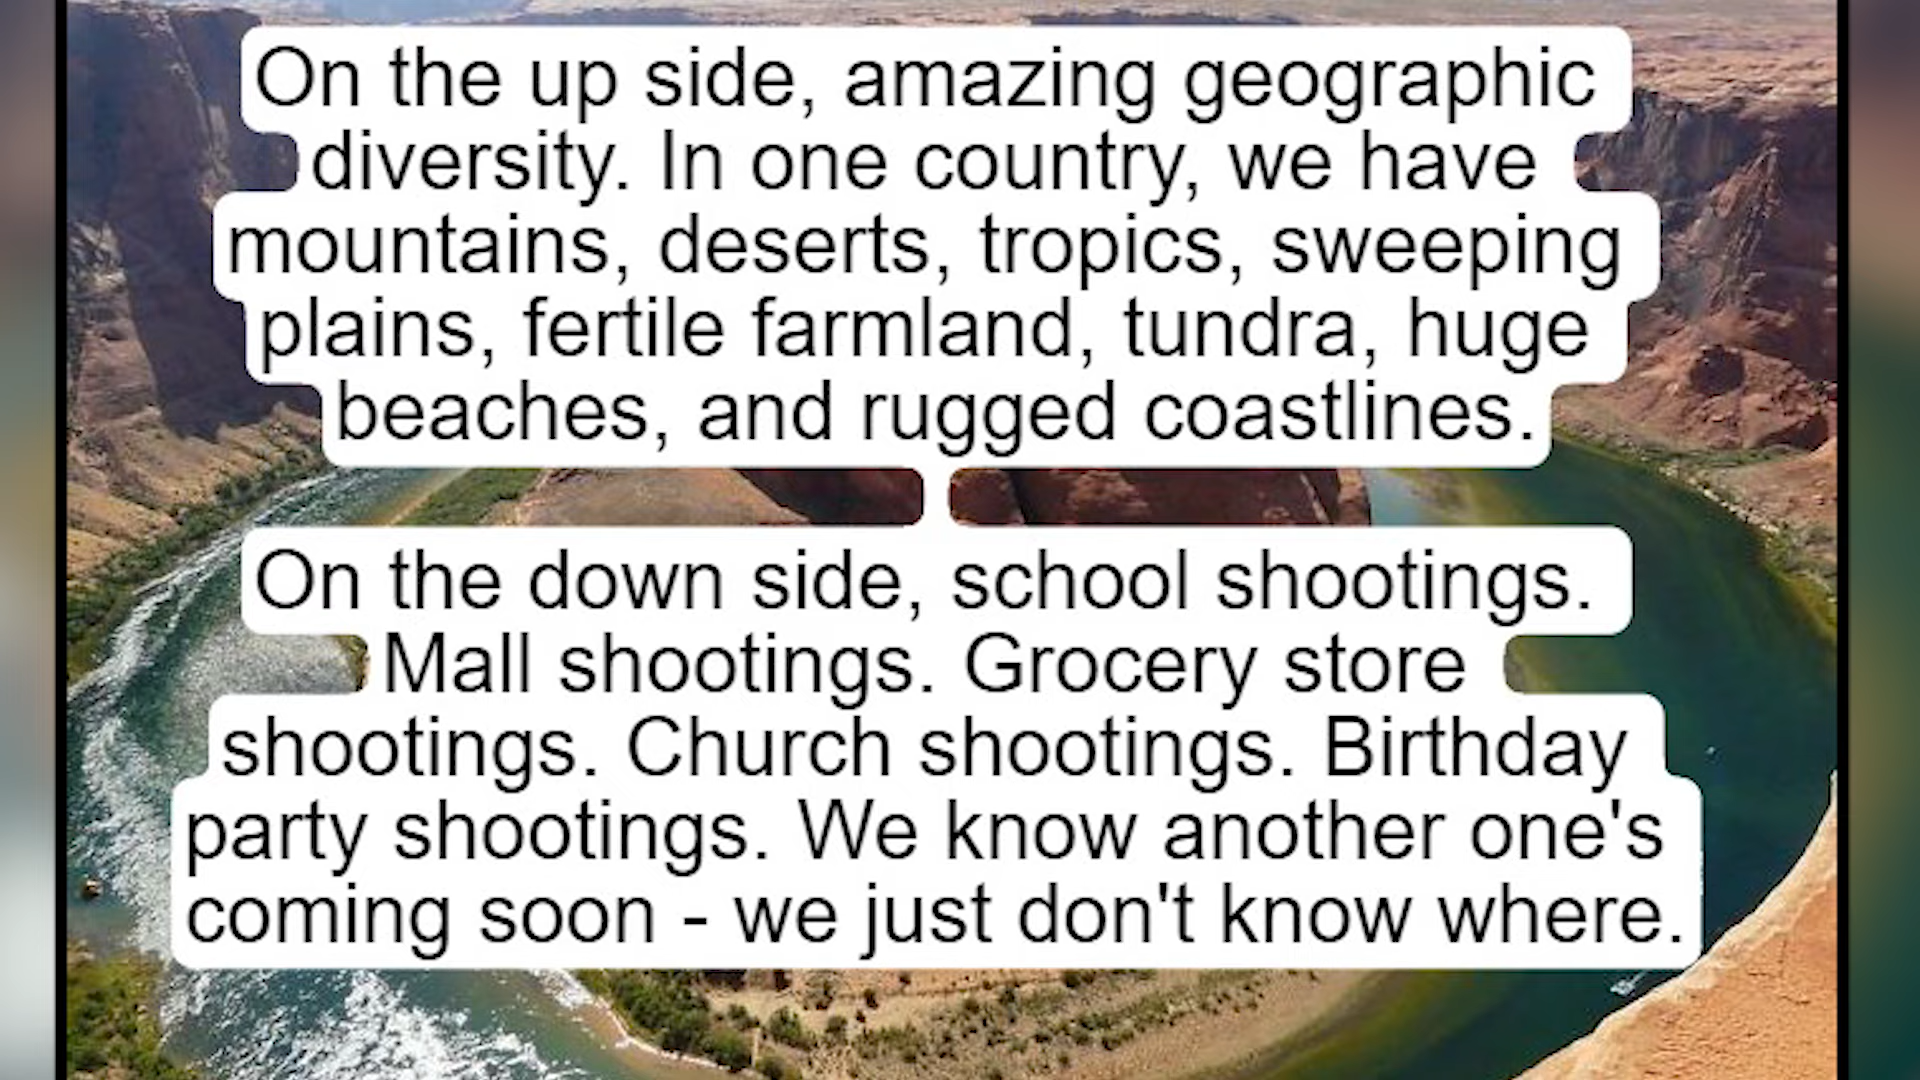 On the up side, amazing geographic
diversity. In one country, we have
mountains, deserts, tropics, sweeping
plains, fertile farmland, tundra, huge
beaches, and rugged coastlines.
On the down side, school shootings.
Mall shootings. Grocery store
shootings. Church shootings. Birthday
party shootings. We know another one's
coming soon - we just don't know where.